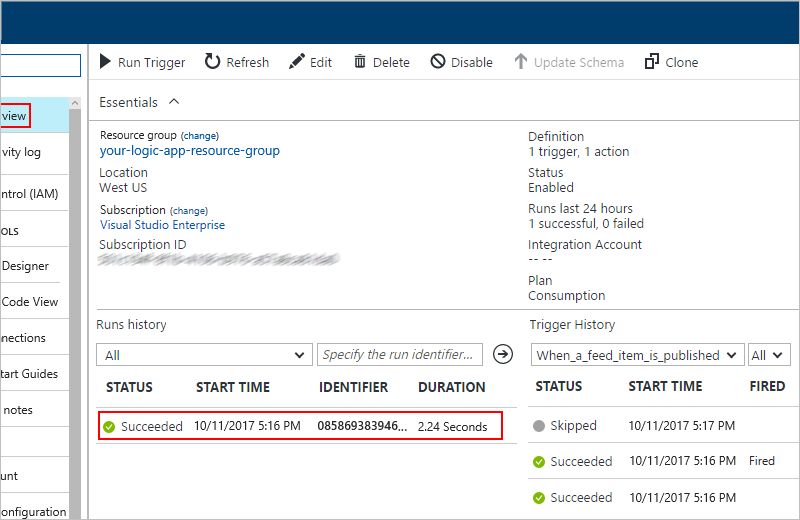 Run Trigger Refresh Edit Delete Disable Update Schema Clone
view
vity log
ntrol (IAM)
OLS
Designer
Code View
nnections
tart Guides
notes
unt
onfiguration
Essentials
Resource group (change)
your-logic-app-resource-group
Location
West US
Subscription (change)
Visual Studio Enterprise
Subscription ID
Definition
1 trigger, 1 action
Status
Enabled
Runs last 24 hours
1 successful, 0 failed
Integration Account
-- --
Plan
Consumption
Runs history
All Specify the run identifier...
STATUS START TIME IDENTIFIER DURATION
Succeeded 10/11/2017 5:16 PM 085869383946... 2.24 Seconds
Trigger History
When_a_feed_item_is_published All
STATUS START TIME FIRED
Skipped 10/11/2017 5:17 PM
Succeeded 10/11/2017 5:16 PM Fired
Succeeded 10/11/2017 5:16 PM